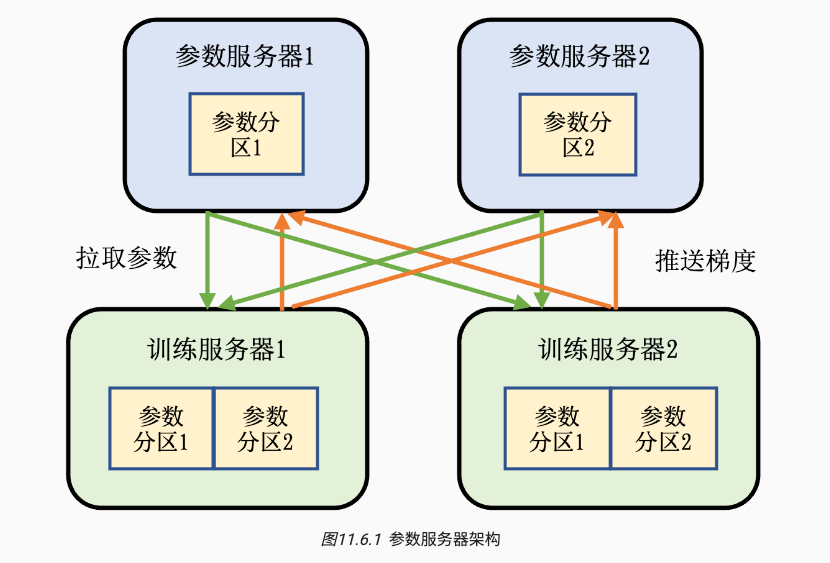 参数服务器1
参数服务器2
参数分
区1
参数分
区2
拉取参数
推送梯度
训练服务器1
训练服务器2
参数
分区1
参数
分区2
参数
分区1
参数
分区2
图11.6.1 参数服务器架构